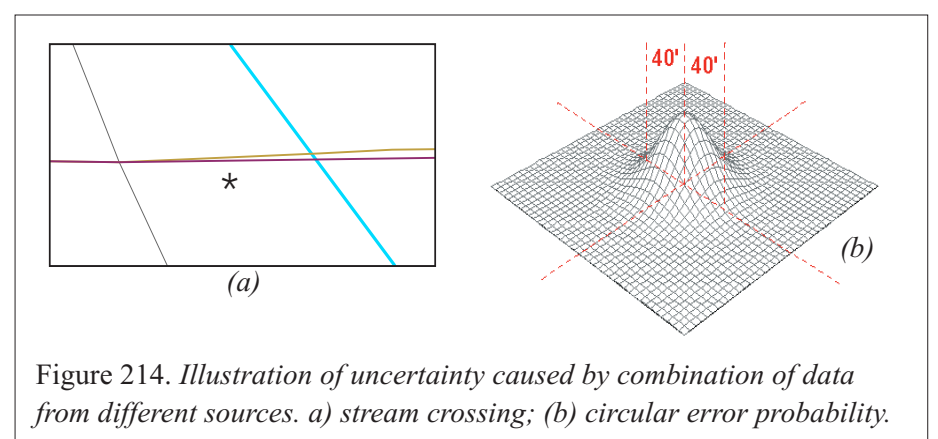 40' 40'
*
(a)
(b)
Figure 214. Illustration of uncertainty caused by combination of data
from different sources. a) stream crossing; (b) circular error probability.